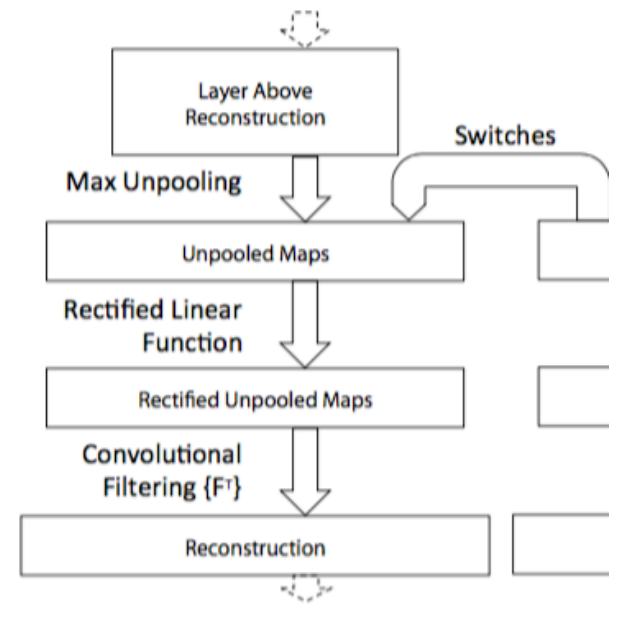 Layer Above
Reconstruction
Switches
Max Unpooling
Unpooled Maps
Rectified Linear
Function
Rectified Unpooled Maps
Convolutional
Filtering {Fᵀ}
Reconstruction